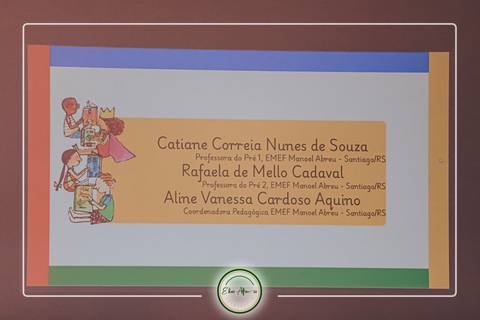 Catiane Correia Nunes de Souza
Professora do Pré 1, EMEF Manoel Abreu - Santiago/RS
Rafaela de Mello Cadaval
Professora do Pré 2, EMEF Manoel Abreu - Santiago/RS
Aline Vanessa Cardoso Aquino
Coordenadora Pedagógica EMEF Manoel Abreu - Santiago/RS